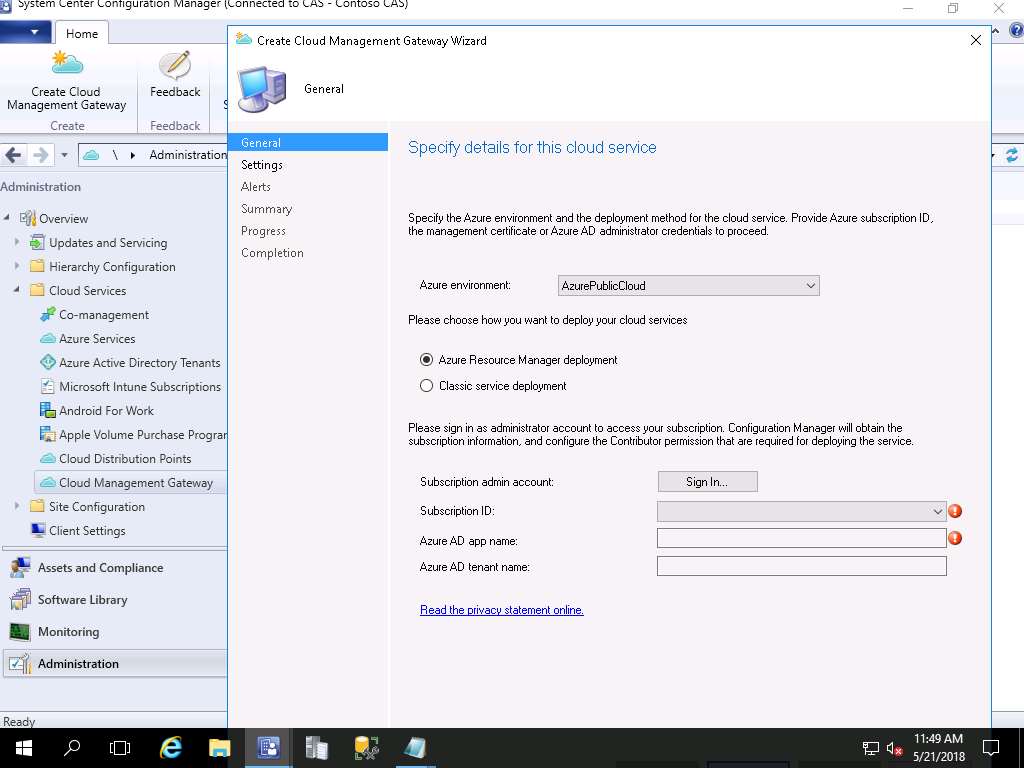 System Center Configuration Manager (Connected to CAS - Contoso CAS)
Home
Create Cloud
Management Gateway
Create
Feedback
Feedback
\ Administration
Administration
Overview
Updates and Servicing
Hierarchy Configuration
Cloud Services
Co-management
Azure Services
Azure Active Directory Tenants
Microsoft Intune Subscriptions
Android For Work
Apple Volume Purchase Progra
Cloud Distribution Points
Cloud Management Gateway
Site Configuration
Client Settings
Assets and Compliance
Software Library
Monitoring
Administration
Ready
Create Cloud Management Gateway Wizard
General
General
Settings
Alerts
Summary
Progress
Completion
Specify details for this cloud service
Specify the Azure environment and the deployment method for the cloud service. Provide Azure subscription ID,
the management certificate or Azure AD administrator credentials to proceed.
Azure environment: AzurePublicCloud
Please choose how you want to deploy your cloud services
Azure Resource Manager deployment
Classic service deployment
Please sign in as administrator account to access your subscription. Configuration Manager will obtain the
subscription information, and configure the Contributor permission that are required for deploying the service.
Subscription admin account: Sign In...
Subscription ID:
Azure AD app name:
Azure AD tenant name:
Read the privacy statement online.
11:49 AM
5/21/2018